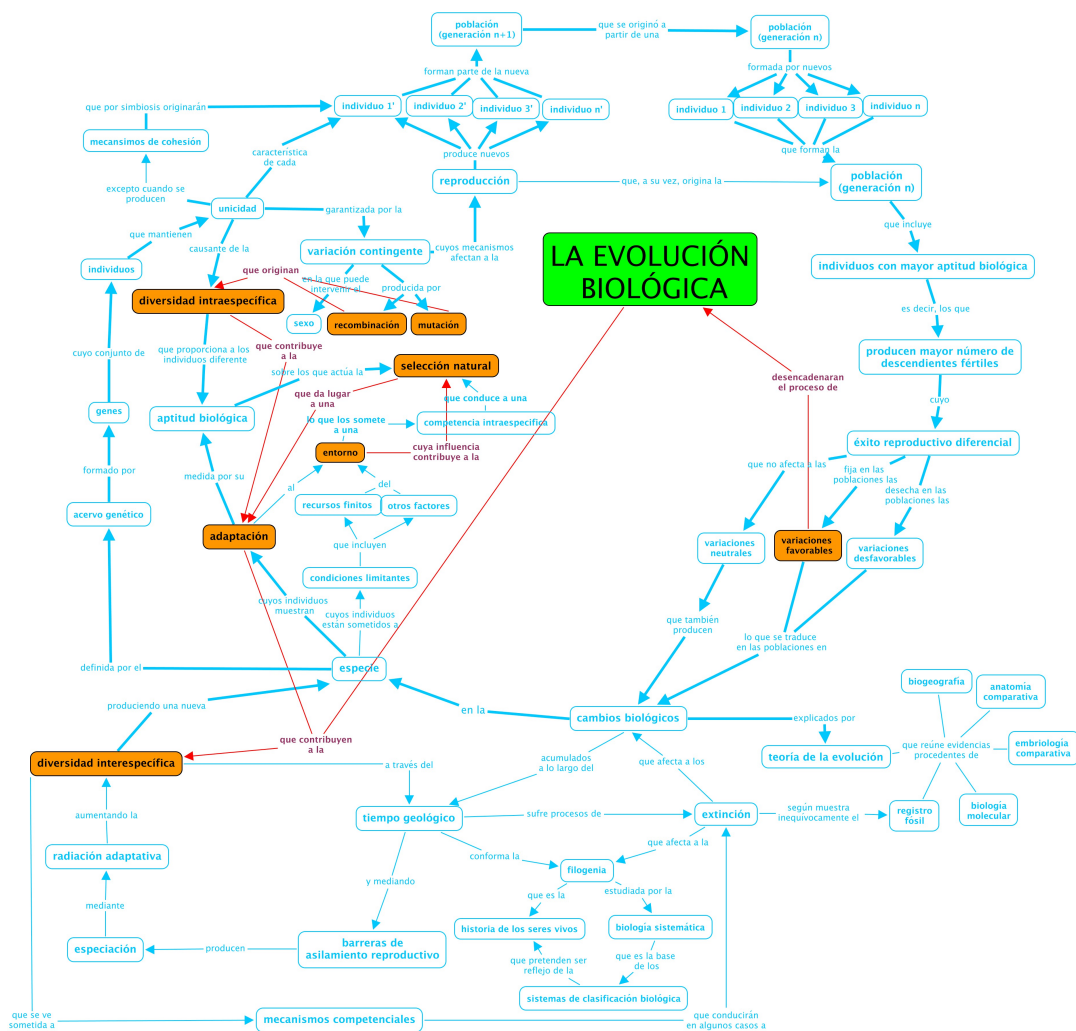 población
(generación n+1)
que se originó a
partir de una
población
(generación n)
forman parte de la nueva
formada por nuevos
individuo 1'
individuo 2'
individuo 3'
individuo n'
individuo 1
individuo 2
individuo 3
individuo n
que por simbiosis originarán
mecansimos de cohesión
característica
de cada
produce nuevos
que forman la
excepto cuando se
producen
reproducción
que, a su vez, origina la
población
(generación n)
unicidad
garantizada por la
que incluye
que mantienen
causante de la
variación contingente
cuyos mecanismos
afectan a la
LA EVOLUCIÓN
BIOLÓGICA
individuos
que originan
en la que puede
intervenir el
producida por
individuos con mayor aptitud biológica
diversidad intraespecífica
sexo
recombinación
mutación
es decir, los que
cuyo conjunto de
que proporciona a los
individuos diferente
que contribuye
a la
sobre los que actúa la
selección natural
producen mayor número de
descendientes fértiles
desencadenaran
el proceso de
que da lugar
a una
que conduce a una
cuyo
genes
aptitud biológica
lo que los somete
a una
competencia intraespecífica
éxito reproductivo diferencial
entorno
cuya influencia
contribuye a la
formado por
medida por su
que no afecta a las
fija en las
poblaciones las
desecha en las
poblaciones las
al
del
acervo genético
recursos finitos
otros factores
adaptación
que incluyen
variaciones
neutrales
variaciones
favorables
variaciones
desfavorables
condiciones limitantes
cuyos individuos
muestran
cuyos individuos
están sometidos a
que también
producen
lo que se traduce
en las poblaciones en
definida por el
especie
produciendo una nueva
en la
cambios biológicos
explicados por
biogeografía
anatomía
comparativa
que contribuyen
a la
diversidad interespecífica
a través del
acumulados
a lo largo del
que afecta a los
teoría de la evolución
que reúne evidencias
procedentes de
embriología
comparativa
aumentando la
tiempo geológico
sufre procesos de
extinción
según muestra
inequívocamente el
registro
fósil
biología
molecular
radiación adaptativa
conforma la
que afecta a la
filogenia
y mediando
que es la
estudiada por la
mediante
historia de los seres vivos
biología sistemática
especiación
producen
barreras de
asilamiento reproductivo
que pretenden ser
reflejo de la
que es la base
de los
sistemas de clasificación biológica
que se ve
sometida a
mecanismos competenciales
que conducirán
en algunos casos a